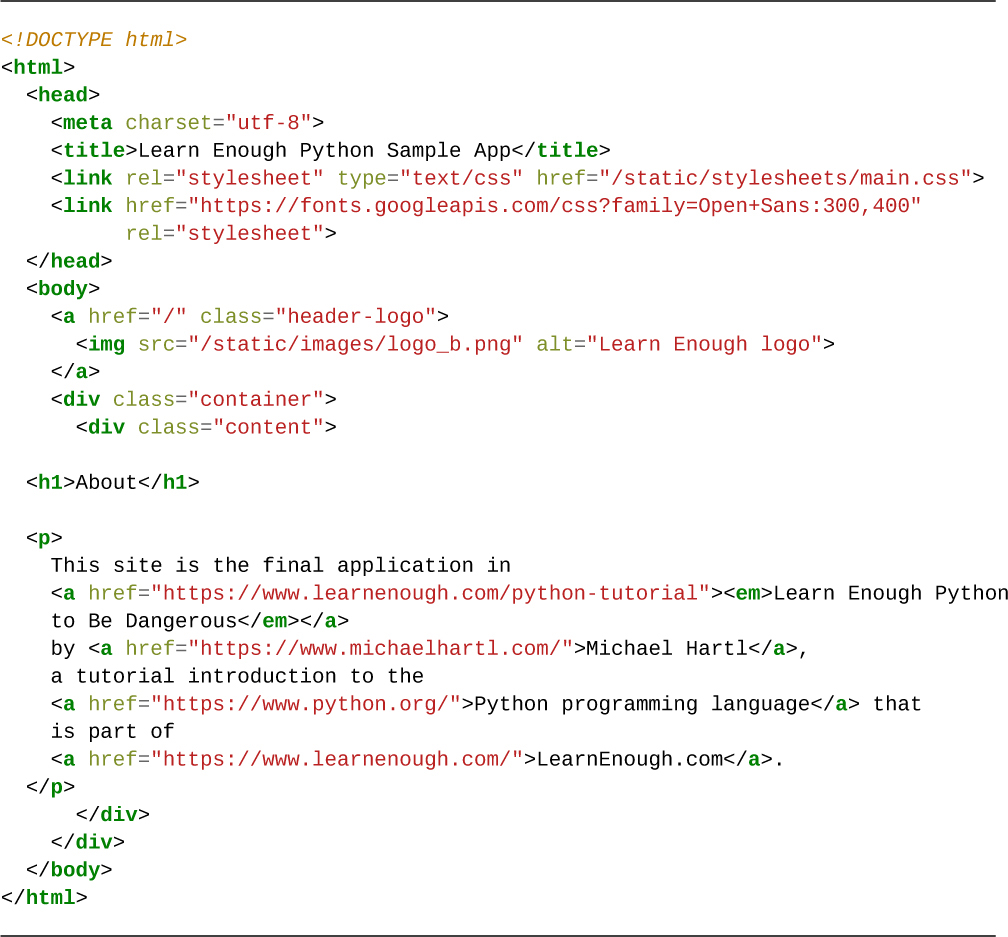 <!DOCTYPE html>
<html>
  <head>
    <meta charset="utf-8">
    <title>Learn Enough Python Sample App</title>
    <link rel="stylesheet" type="text/css" href="/static/stylesheets/main.css">
    <link href="https://fonts.googleapis.com/css?family=Open+Sans:300,400"
          rel="stylesheet">
  </head>
  <body>
    <a href="/" class="header-logo">
      <img src="/static/images/logo_b.png" alt="Learn Enough logo">
    </a>
    <div class="container">
      <div class="content">

  <h1>About</h1>

  <p>
    This site is the final application in
    <a href="https://www.learnenough.com/python-tutorial"><em>Learn Enough Python
    to Be Dangerous</em></a>
    by <a href="https://www.michaelhartl.com/">Michael Hartl</a>,
    a tutorial introduction to the
    <a href="https://www.python.org/">Python programming language</a> that
    is part of
    <a href="https://www.learnenough.com/">LearnEnough.com</a>.
  </p>
      </div>
    </div>
  </body>
</html>